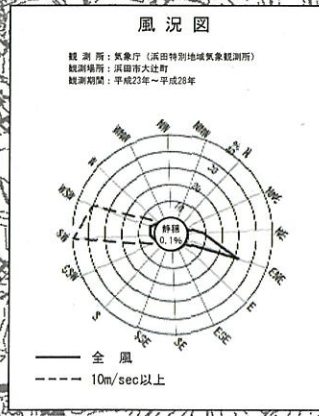 風況図
観 測 所：気象庁（浜田特別地域気象観測所）
観測場所：浜田市大辻町
観測期間：平成23年～平成28年
NW
NNW
N
WNW
NNE
W
NE
WSW
静穏
0.1%
ENE
SW
SSW
E
S
ESE
SSE
SE
10
20
全 風
10m/sec以上